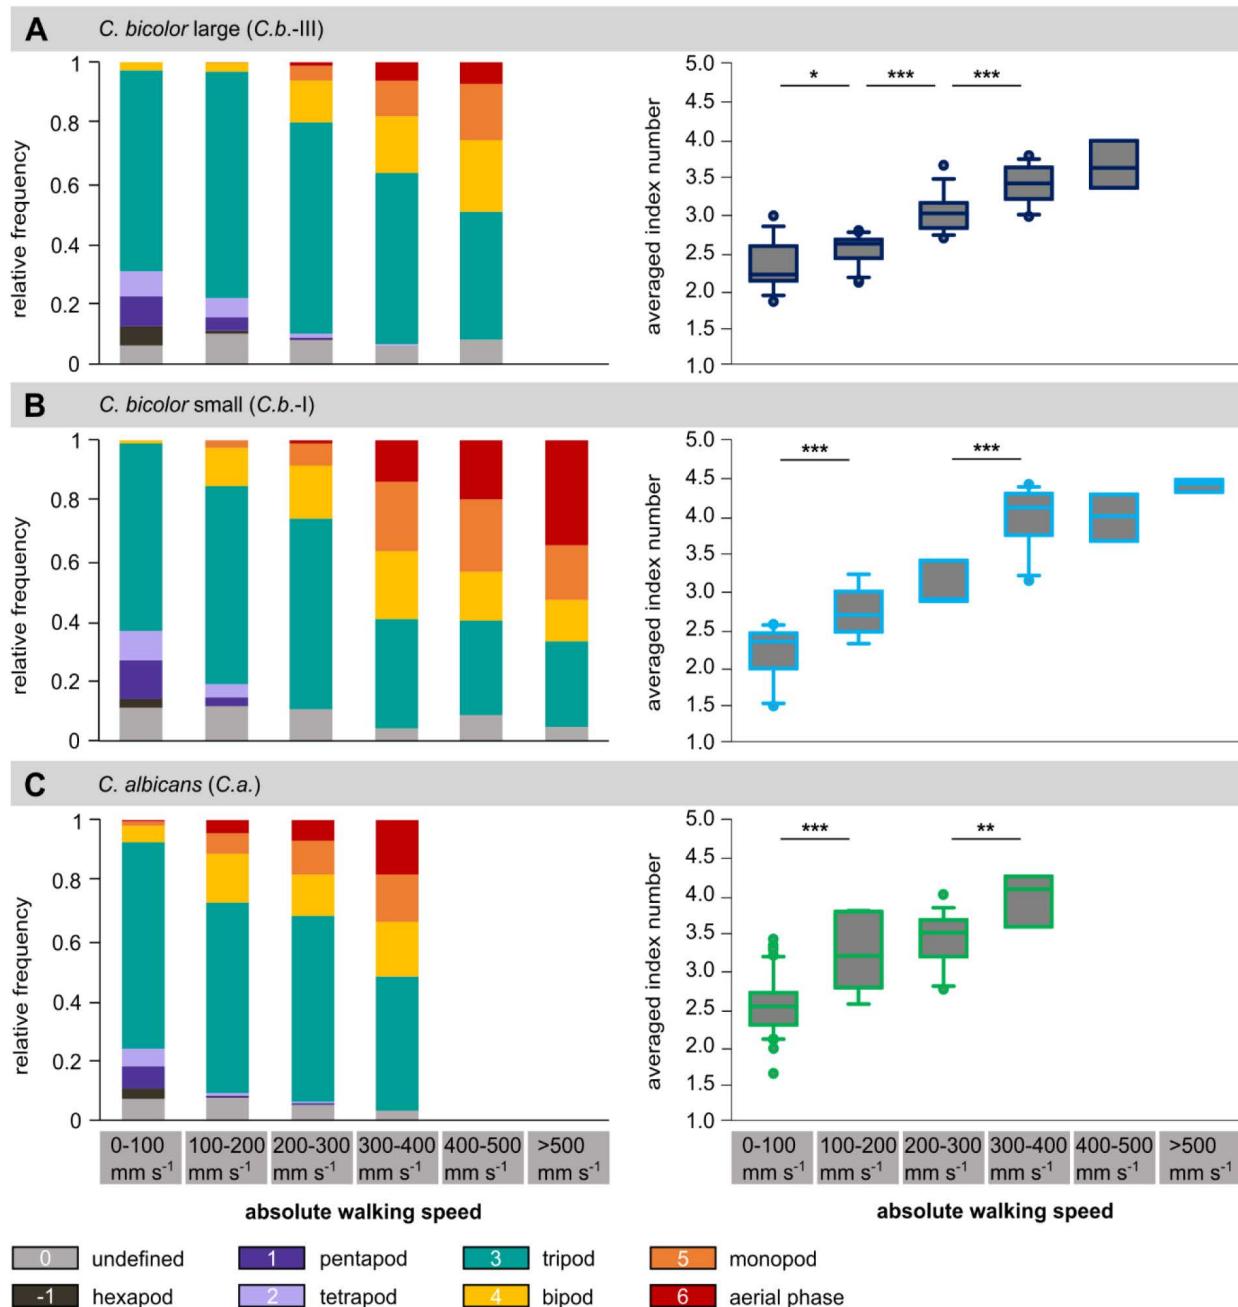 A C. bicolor large (C.b.-III)
relative frequency
1
0.8
0.6
0.4
0.2
0
averaged index number
5.0
4.5
4.0
3.5
3.0
2.5
2.0
1.5
1.0
* *** ***
B C. bicolor small (C.b.-I)
relative frequency
1
0.8
0.6
0.4
0.2
0
averaged index number
5.0
4.5
4.0
3.5
3.0
2.5
2.0
1.5
1.0
*** ***
C C. albicans (C.a.)
relative frequency
1
0.8
0.6
0.4
0.2
0
averaged index number
5.0
4.5
4.0
3.5
3.0
2.5
2.0
1.5
1.0
*** **
0-100 100-200 200-300 300-400 400-500 >500
mm s⁻¹ mm s⁻¹ mm s⁻¹ mm s⁻¹ mm s⁻¹ mm s⁻¹
absolute walking speed
0-100 100-200 200-300 300-400 400-500 >500
mm s⁻¹ mm s⁻¹ mm s⁻¹ mm s⁻¹ mm s⁻¹ mm s⁻¹
absolute walking speed
0 undefined 1 pentapod 3 tripod 5 monopod
-1 hexapod 2 tetrapod 4 bipod 6 aerial phase